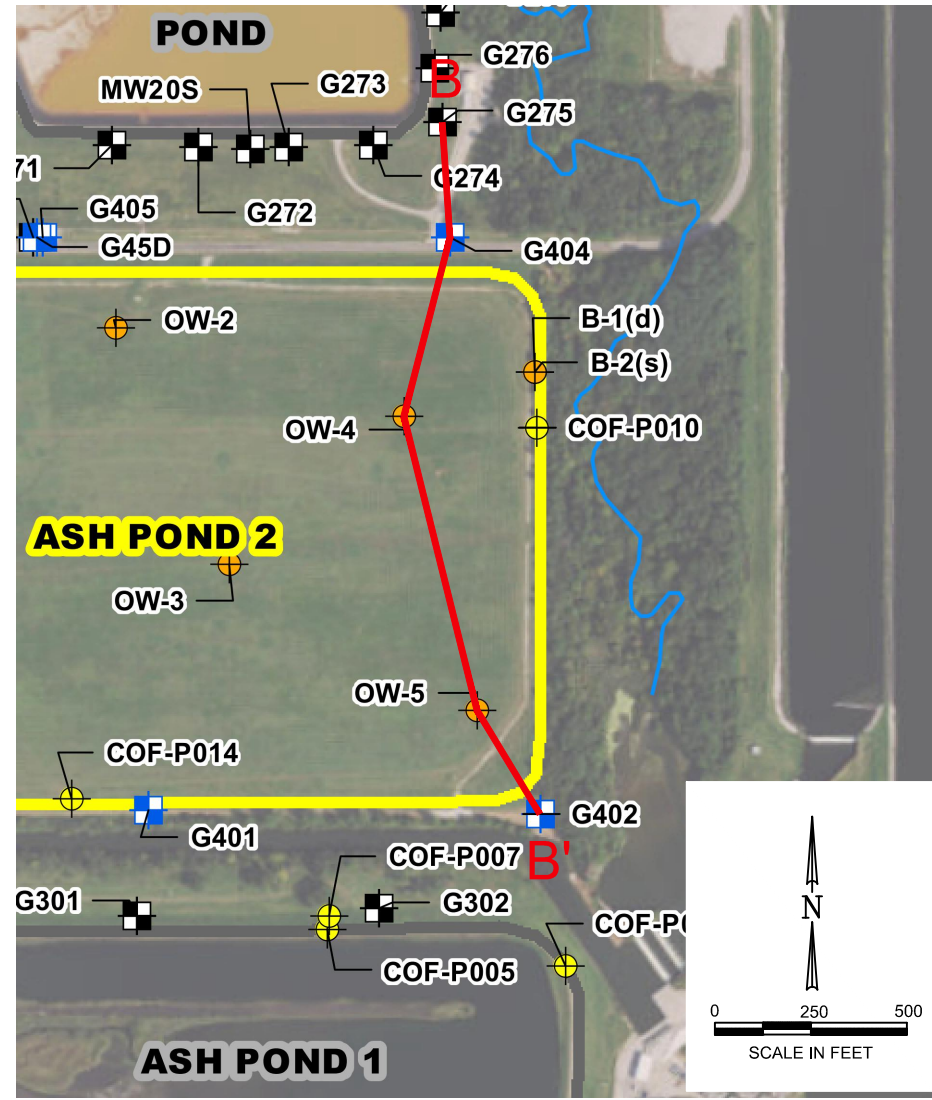 POND
G276
G273
MW20S
B
G275
71
G274
G272
G405
G45D
G404
OW-2
B-1(d)
B-2(s)
OW-4
COF-P010
ASH POND 2
OW-3
OW-5
COF-P014
G402
G401
COF-P007
B'
G301
G302
COF-P0
COF-P005
N
0 250 500
SCALE IN FEET
ASH POND 1